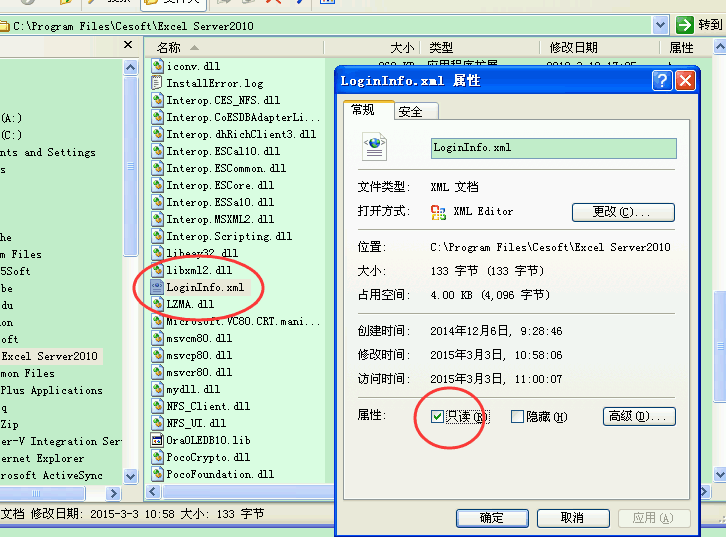 C:\Program Files\Cesoft\Excel Server2010
转到
名称
大小
类型
修改日期
属性
iconv.dll
InstallError.log
Interop.CES_NFS.dll
Interop.CoESDBAdapterLi...
Interop.dhRichClient3.dll
Interop.ESCal10.dll
Interop.ESCommon.dll
Interop.ESCore.dll
Interop.ESSa10.dll
Interop.MSXML2.dll
Interop.Scripting.dll
libeay32.dll
libxml2.dll
LoginInfo.xml
LZMA.dll
Microsoft.VC80.CRT.mani...
msvcm80.dll
msvcp80.dll
msvcr80.dll
mydll.dll
NFS_Client.dll
NFS_UI.dll
OraOLEDB10.lib
PocoCrypto.dll
PocoFoundation.dll
(A:)
(C:)
nts and Settings
s
he
m Files
5Soft
be
du
on
oft
Excel Server2010
mon Files
Plus Applications
q
Zip
er-V Integration Serv
ernet Explorer
rosoft ActiveSync
文档 修改日期: 2015-3-3 10:58 大小: 133 字节
LoginInfo.xml 属性
常规
安全
LoginInfo.xml
文件类型: XML 文档
打开方式: XML Editor
更改(C)...
位置: C:\Program Files\Cesoft\Excel Server2010
大小: 133 字节 (133 字节)
占用空间: 4.00 KB (4,096 字节)
创建时间: 2014年12月6日, 9:28:46
修改时间: 2015年3月3日, 10:58:06
访问时间: 2015年3月3日, 11:00:07
属性: 只读(R) 隐藏(H) 高级(D)...
确定 取消 应用(A)